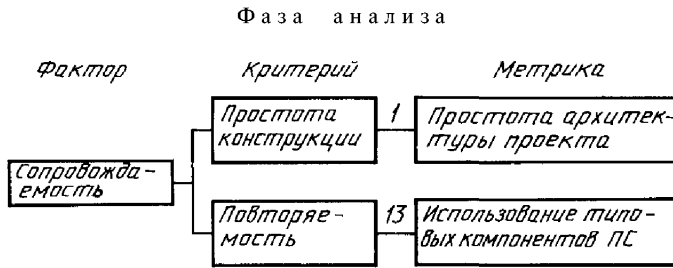 Фаза анализа
Фактор Критерий Метрика
Простота
конструкции
1
Простота архитек-
туры проекта
Сопровожда-
емость
Повторяе-
мость
13
Использование типо-
вых компонентов ПС